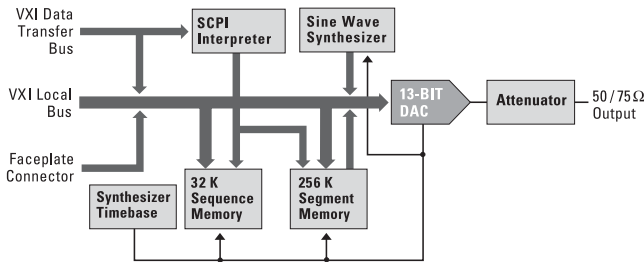 VXI Data
Transfer
Bus
SCPI
Interpreter
Sine Wave
Synthesizer
VXI Local
Bus
13-BIT
DAC
Attenuator
50/75Ω
Output
Faceplate
Connector
Synthesizer
Timebase
32 K
Sequence
Memory
256 K
Segment
Memory